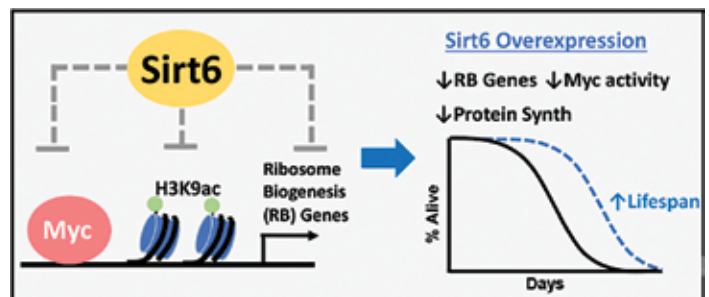 Sirt6
H3K9ac
Ribosome
Biogenesis
(RB) Genes
Myc
Sirt6 Overexpression
↓RB Genes ↓Myc activity
↓Protein Synth
% Alive
↑Lifespan
Days